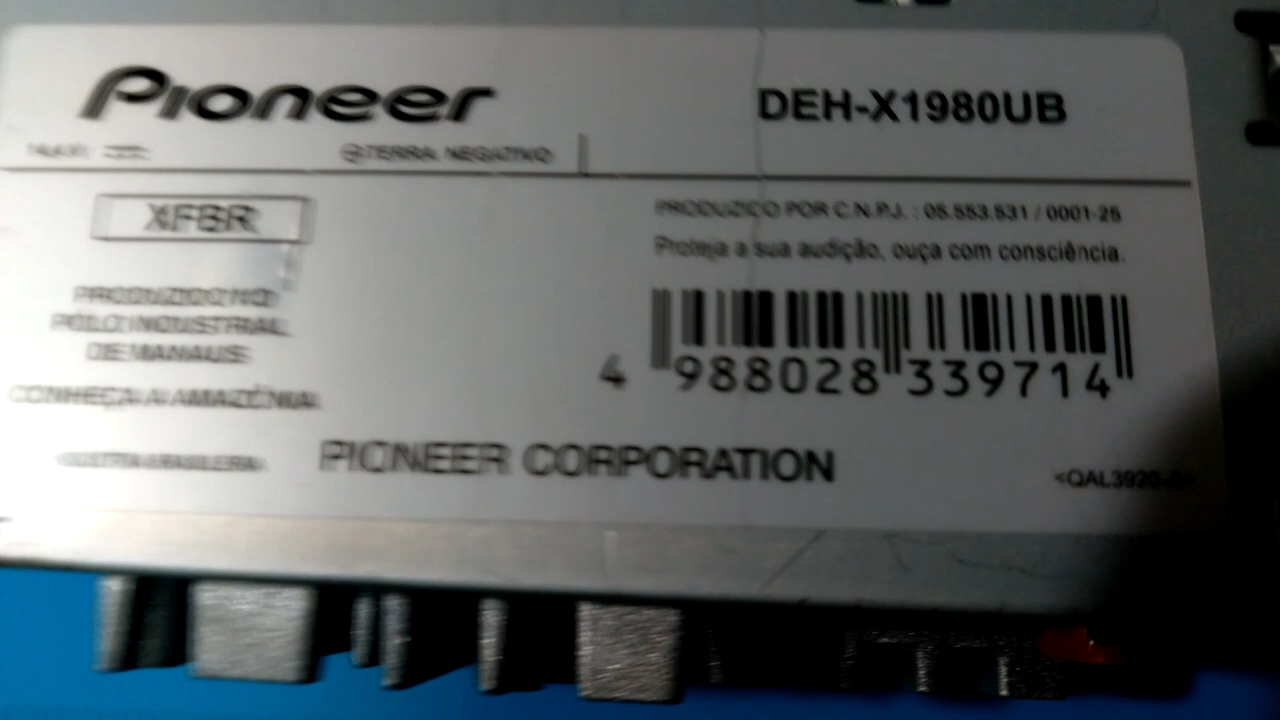 Pioneer
DEH-X1980UB
TERRA NEGATIVO
XFBR
PRODUZIDO POR C.N.P.J. : 05.553.531 / 0001-25
Proteja a sua audição, ouça com consciência.
PRODUZIDO NO
PÓLO INDUSTRIAL
DE MANAUS
CONHEÇA A AMAZÔNIA
4 988028 339714
PIONEER CORPORATION
<QAL3920-